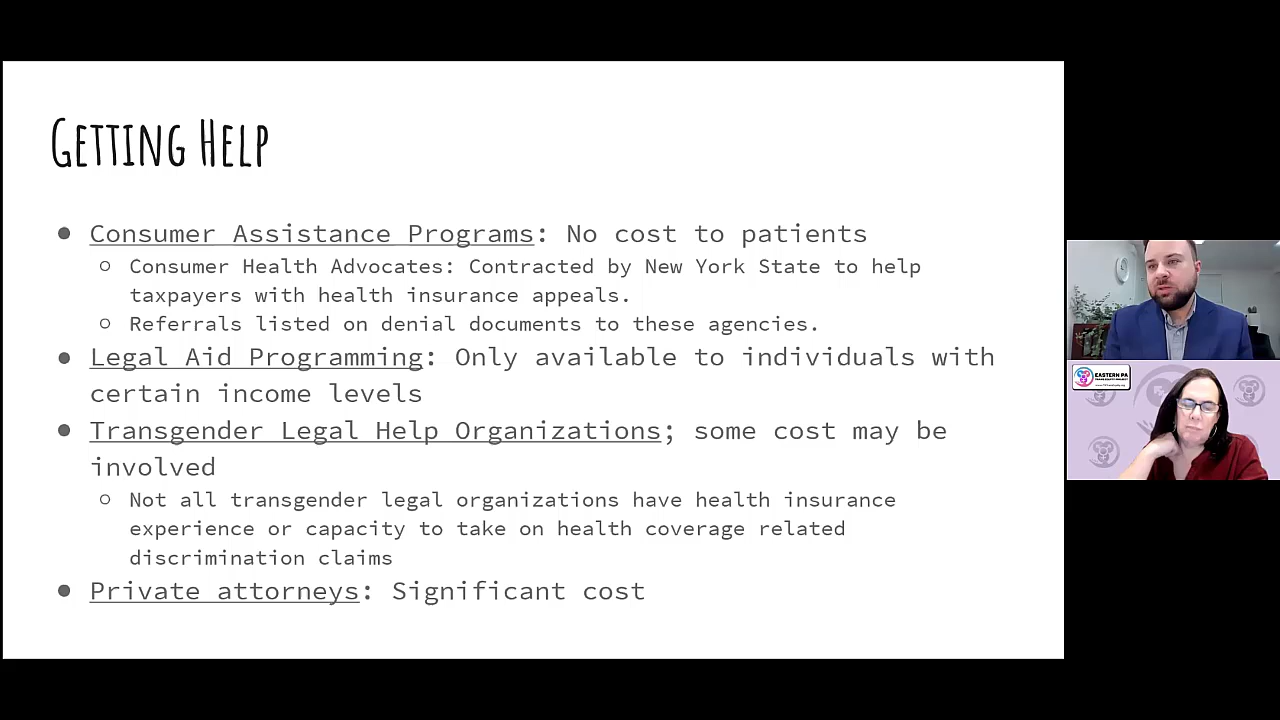 Getting Help
● Consumer Assistance Programs: No cost to patients
○ Consumer Health Advocates: Contracted by New York State to help
taxpayers with health insurance appeals.
○ Referrals listed on denial documents to these agencies.
● Legal Aid Programming: Only available to individuals with
certain income levels
● Transgender Legal Help Organizations; some cost may be
involved
○ Not all transgender legal organizations have health insurance
experience or capacity to take on health coverage related
discrimination claims
● Private attorneys: Significant cost
EASTERN PA
TRANS EQUITY PROJECT